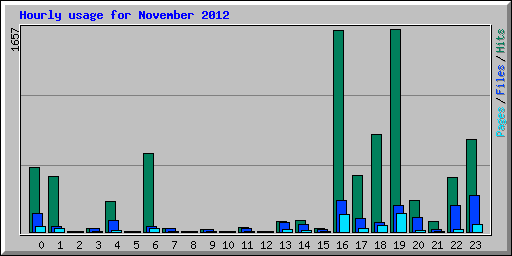 Hourly usage for November 2012
1657
Pages/Files/Hits
0 1 2 3 4 5 6 7 8 9 10 11 12 13 14 15 16 17 18 19 20 21 22 23